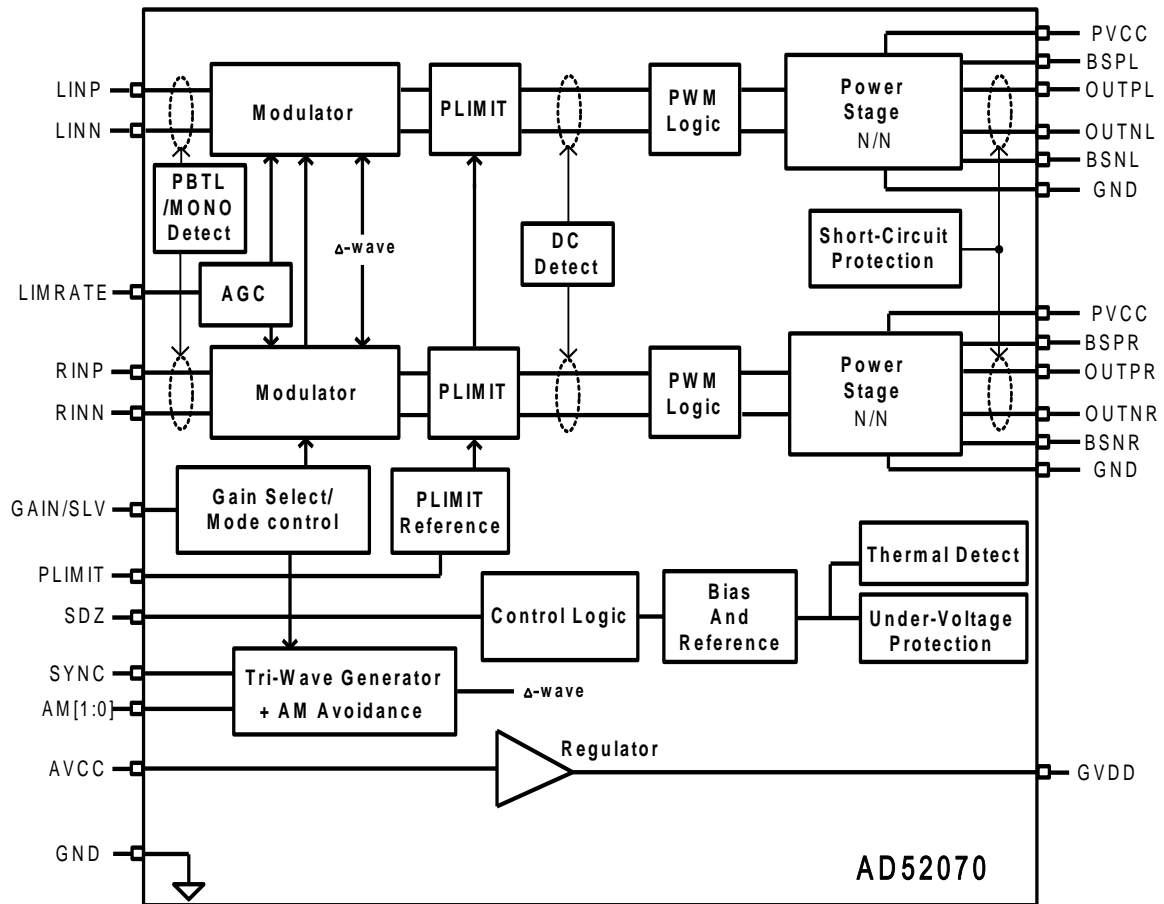 PVCC
BSPL
LINP
OUTPL
Modulator
PLIMIT
PWM
Logic
Power
Stage
N/N
LINN
OUTNL
BSNL
GND
PBTL
/MONO
Detect
Δ-wave
DC
Detect
Short-Circuit
Protection
LIMRATE
AGC
PVCC
BSPR
RINP
OUTPR
Modulator
PLIMIT
PWM
Logic
Power
Stage
N/N
RINN
OUTNR
BSNR
GND
GAIN/SLV
Gain Select/
Mode control
PLIMIT
Reference
PLIMIT
Thermal Detect
SDZ
Control Logic
Bias
And
Reference
Under-Voltage
Protection
SYNC
AM[1:0]
Tri-Wave Generator
+ AM Avoidance
Δ-wave
Regulator
AVCC
GVDD
GND
AD52070